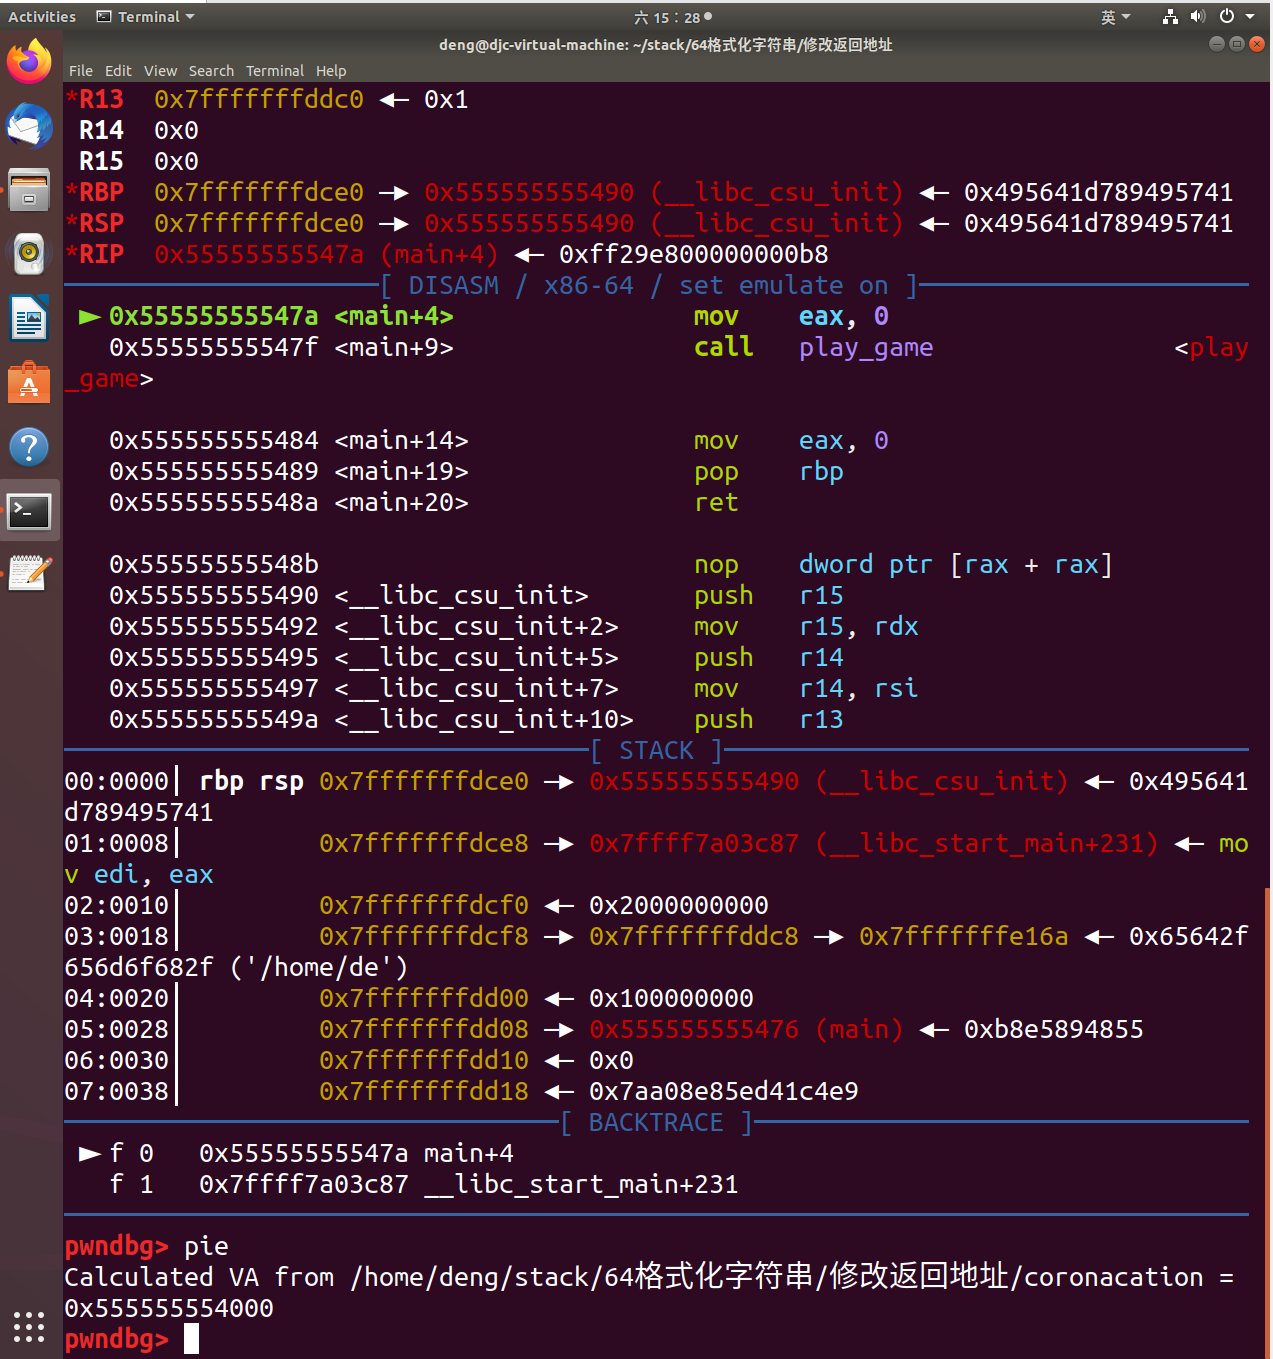 Activities Terminal 六 15：28 英
deng@djc-virtual-machine: ~/stack/64格式化字符串/修改返回地址
File Edit View Search Terminal Help
*R13  0x7fffffffddc0 ◂— 0x1
 R14  0x0
 R15  0x0
*RBP  0x7fffffffdce0 —▸ 0x555555555490 (__libc_csu_init) ◂— 0x495641d789495741
*RSP  0x7fffffffdce0 —▸ 0x555555555490 (__libc_csu_init) ◂— 0x495641d789495741
*RIP  0x55555555547a (main+4) ◂— 0xff29e800000000b8
[ DISASM / x86-64 / set emulate on ]
 ► 0x55555555547a <main+4>                mov    eax, 0
   0x55555555547f <main+9>                call   play_game                <play
_game>
   0x555555555484 <main+14>               mov    eax, 0
   0x555555555489 <main+19>               pop    rbp
   0x55555555548a <main+20>               ret
   0x55555555548b                         nop    dword ptr [rax + rax]
   0x555555555490 <__libc_csu_init>       push   r15
   0x555555555492 <__libc_csu_init+2>     mov    r15, rdx
   0x555555555495 <__libc_csu_init+5>     push   r14
   0x555555555497 <__libc_csu_init+7>     mov    r14, rsi
   0x55555555549a <__libc_csu_init+10>    push   r13
[ STACK ]
00:0000│ rbp rsp 0x7fffffffdce0 —▸ 0x555555555490 (__libc_csu_init) ◂— 0x495641
d789495741
01:0008│         0x7fffffffdce8 —▸ 0x7ffff7a03c87 (__libc_start_main+231) ◂— mo
v edi, eax
02:0010│         0x7fffffffdcf0 ◂— 0x2000000000
03:0018│         0x7fffffffdcf8 —▸ 0x7fffffffddc8 —▸ 0x7fffffffe16a ◂— 0x65642f
656d6f682f ('/home/de')
04:0020│         0x7fffffffdd00 ◂— 0x100000000
05:0028│         0x7fffffffdd08 —▸ 0x555555555476 (main) ◂— 0xb8e5894855
06:0030│         0x7fffffffdd10 ◂— 0x0
07:0038│         0x7fffffffdd18 ◂— 0x7aa08e85ed41c4e9
[ BACKTRACE ]
 ► f 0   0x55555555547a main+4
   f 1   0x7ffff7a03c87 __libc_start_main+231
pwndbg> pie
Calculated VA from /home/deng/stack/64格式化字符串/修改返回地址/coronacation =
0x555555554000
pwndbg>